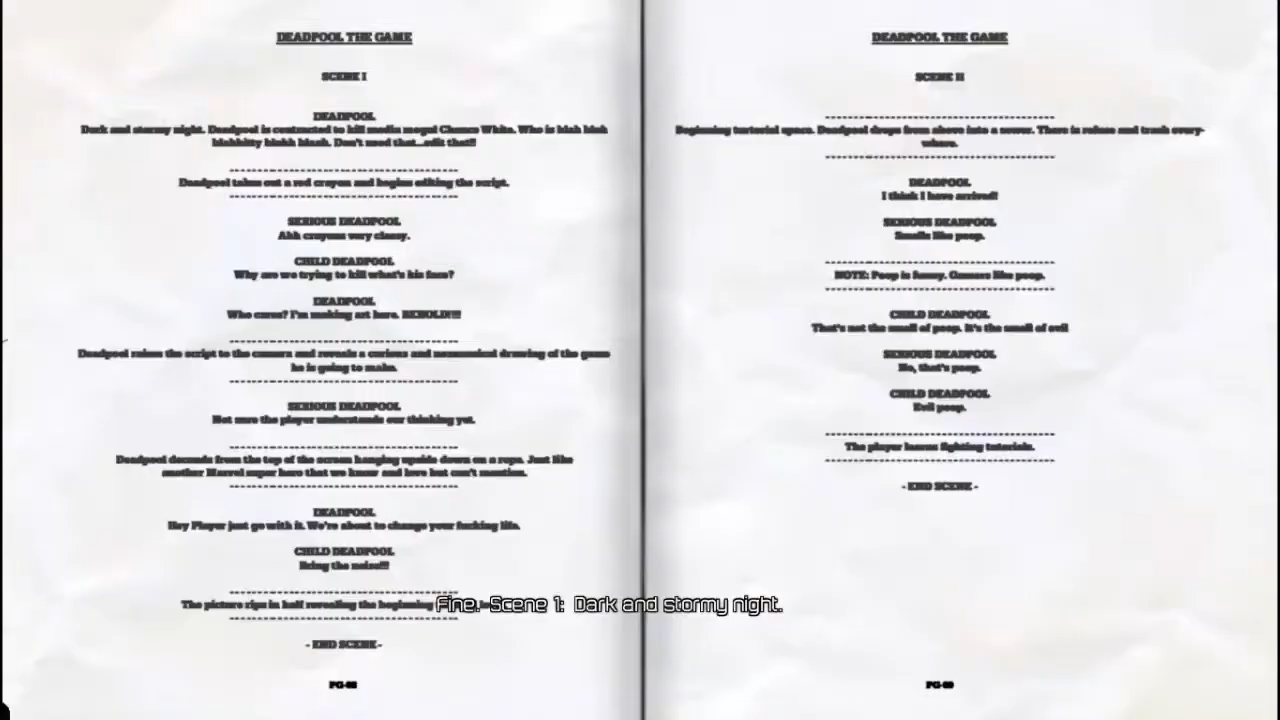 DEADPOOL THE GAME
SCENE I
DEADPOOL
Dark and stormy night. Deadpool is contracted to kill media mogul Chance White. Who is blah blah
blahbitty blahh blaah. Don't need that...edit that!!
Deadpool takes out a red crayon and begins editing the script.
SERIOUS DEADPOOL
Ahh crayons very classy.
CHILD DEADPOOL
Why are we trying to kill what's his face?
DEADPOOL
Who cares? I'm making art here. BEHOLD!!!!
Deadpool raises the script to the camera and reveals a curious and nonsensical drawing of the game
he is going to make.
SERIOUS DEADPOOL
Not sure the player understands our thinking yet.
Deadpool decends from the top of the screen hanging upside down on a rope. Just like
another Marvel super hero that we know and love but can't mention.
DEADPOOL
Hey Player just go with it. We're about to change your fucking life.
CHILD DEADPOOL
Bring the noise!!!
The picture rips in half revealing the beginning
- END SCENE -
PG-08
DEADPOOL THE GAME
SCENE II
Beginning tutorial space. Deadpool drops from above into a sewer. There is refuse and trash every-
where.
DEADPOOL
I think I have arrived!
SERIOUS DEADPOOL
Smells like poop.
NOTE: Poop is funny. Gamers like poop.
CHILD DEADPOOL
That's not the smell of poop. It's the smell of evil
SERIOUS DEADPOOL
No, that's poop.
CHILD DEADPOOL
Evil poop.
The player learns fighting tutorials.
- END SCENE -
PG-09
Fine. Scene 1: Dark and stormy night.